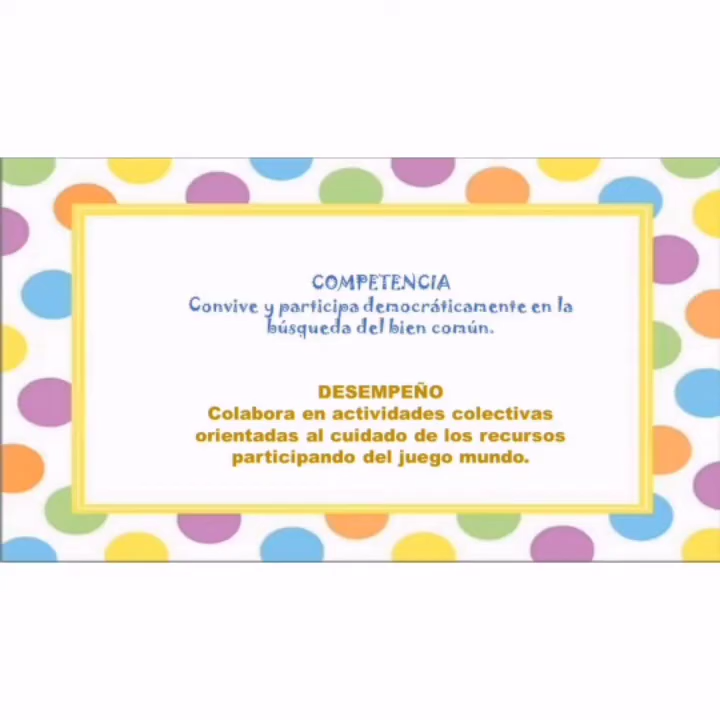 COMPETENCIA
Convive y participa democráticamente en la
búsqueda del bien común.
DESEMPEÑO
Colabora en actividades colectivas
orientadas al cuidado de los recursos
participando del juego mundo.